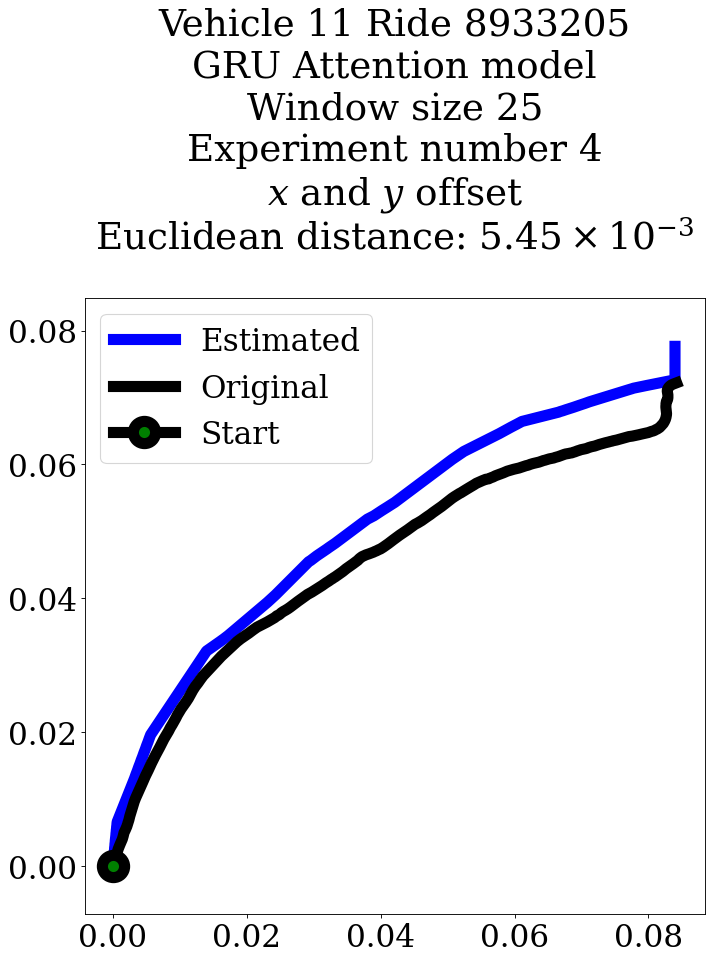 Vehicle 11 Ride 8933205
GRU Attention model
Window size 25
Experiment number 4
x and y offset
Euclidean distance: 5.45 × 10⁻³
Estimated
Original
Start
0.08
0.06
0.04
0.02
0.00
0.00 0.02 0.04 0.06 0.08